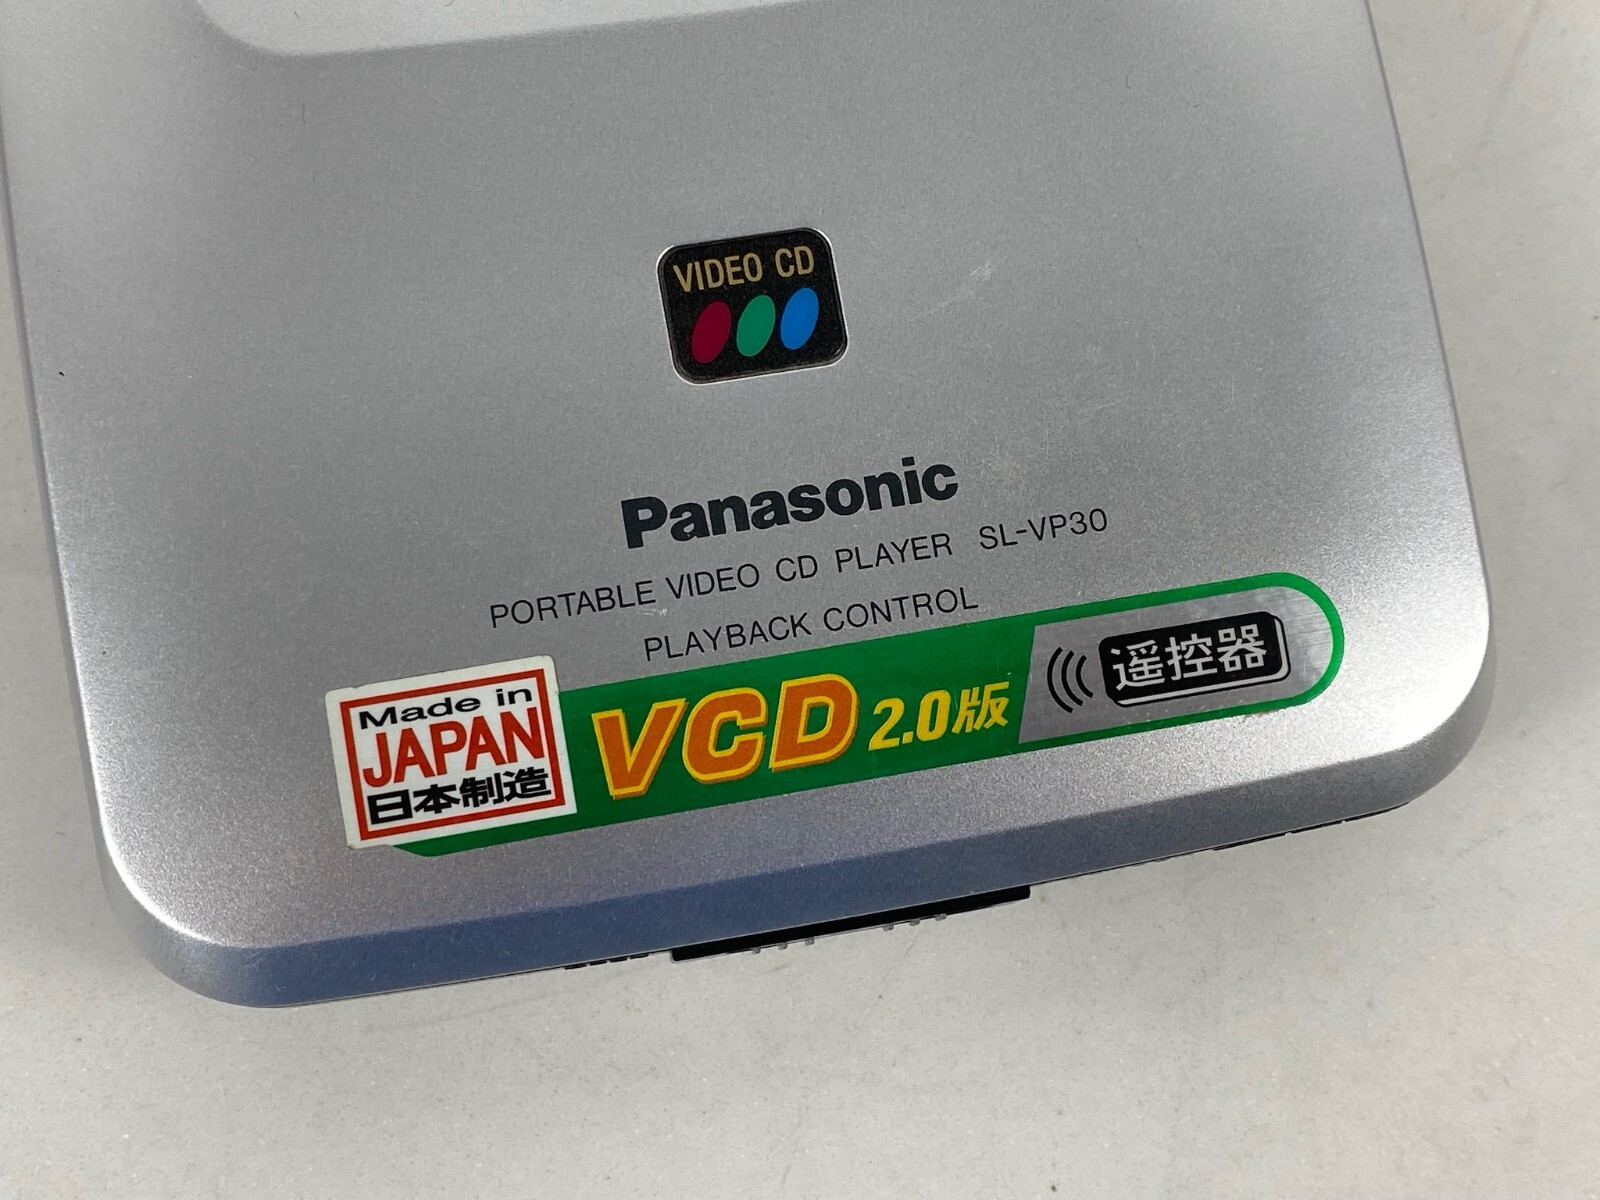 VIDEO CD
Panasonic
PORTABLE VIDEO CD PLAYER SL-VP30
PLAYBACK CONTROL
Made in
JAPAN
日本制造
VCD 2.0版
遥控器